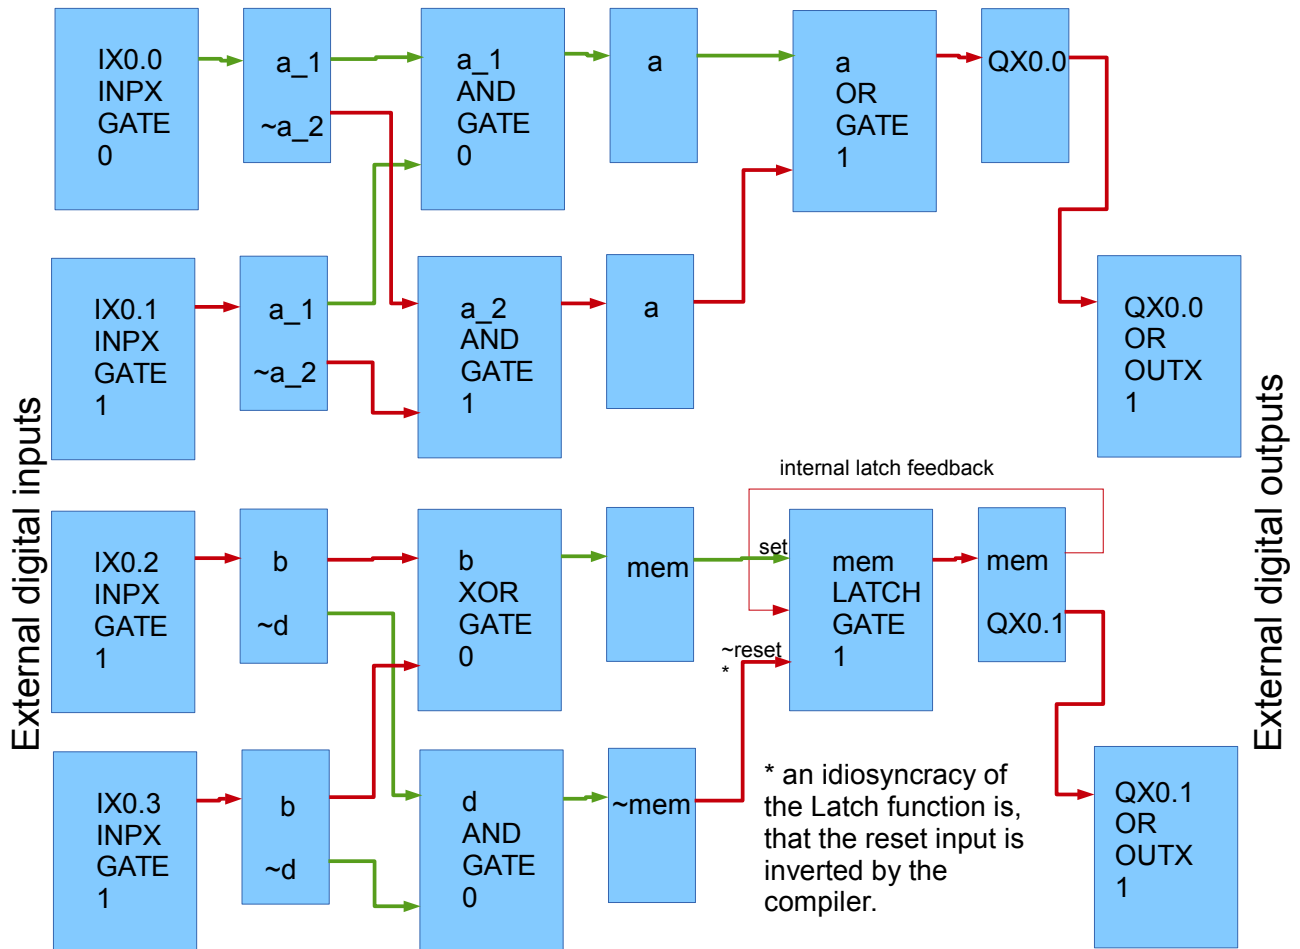 External digital inputs
IX0.0
INPX
GATE
0
a_1
~a_2
a_1
AND
GATE
0
a
a
OR
GATE
1
QX0.0
IX0.1
INPX
GATE
1
a_1
~a_2
a_2
AND
GATE
1
a
QX0.0
OR
OUTX
1
External digital outputs
internal latch feedback
IX0.2
INPX
GATE
1
b
~d
b
XOR
GATE
0
mem
set
~reset
*
mem
LATCH
GATE
1
mem
QX0.1
IX0.3
INPX
GATE
1
b
~d
d
AND
GATE
0
~mem
* an idiosyncracy of
the Latch function is,
that the reset input is
inverted by the
compiler.
QX0.1
OR
OUTX
1